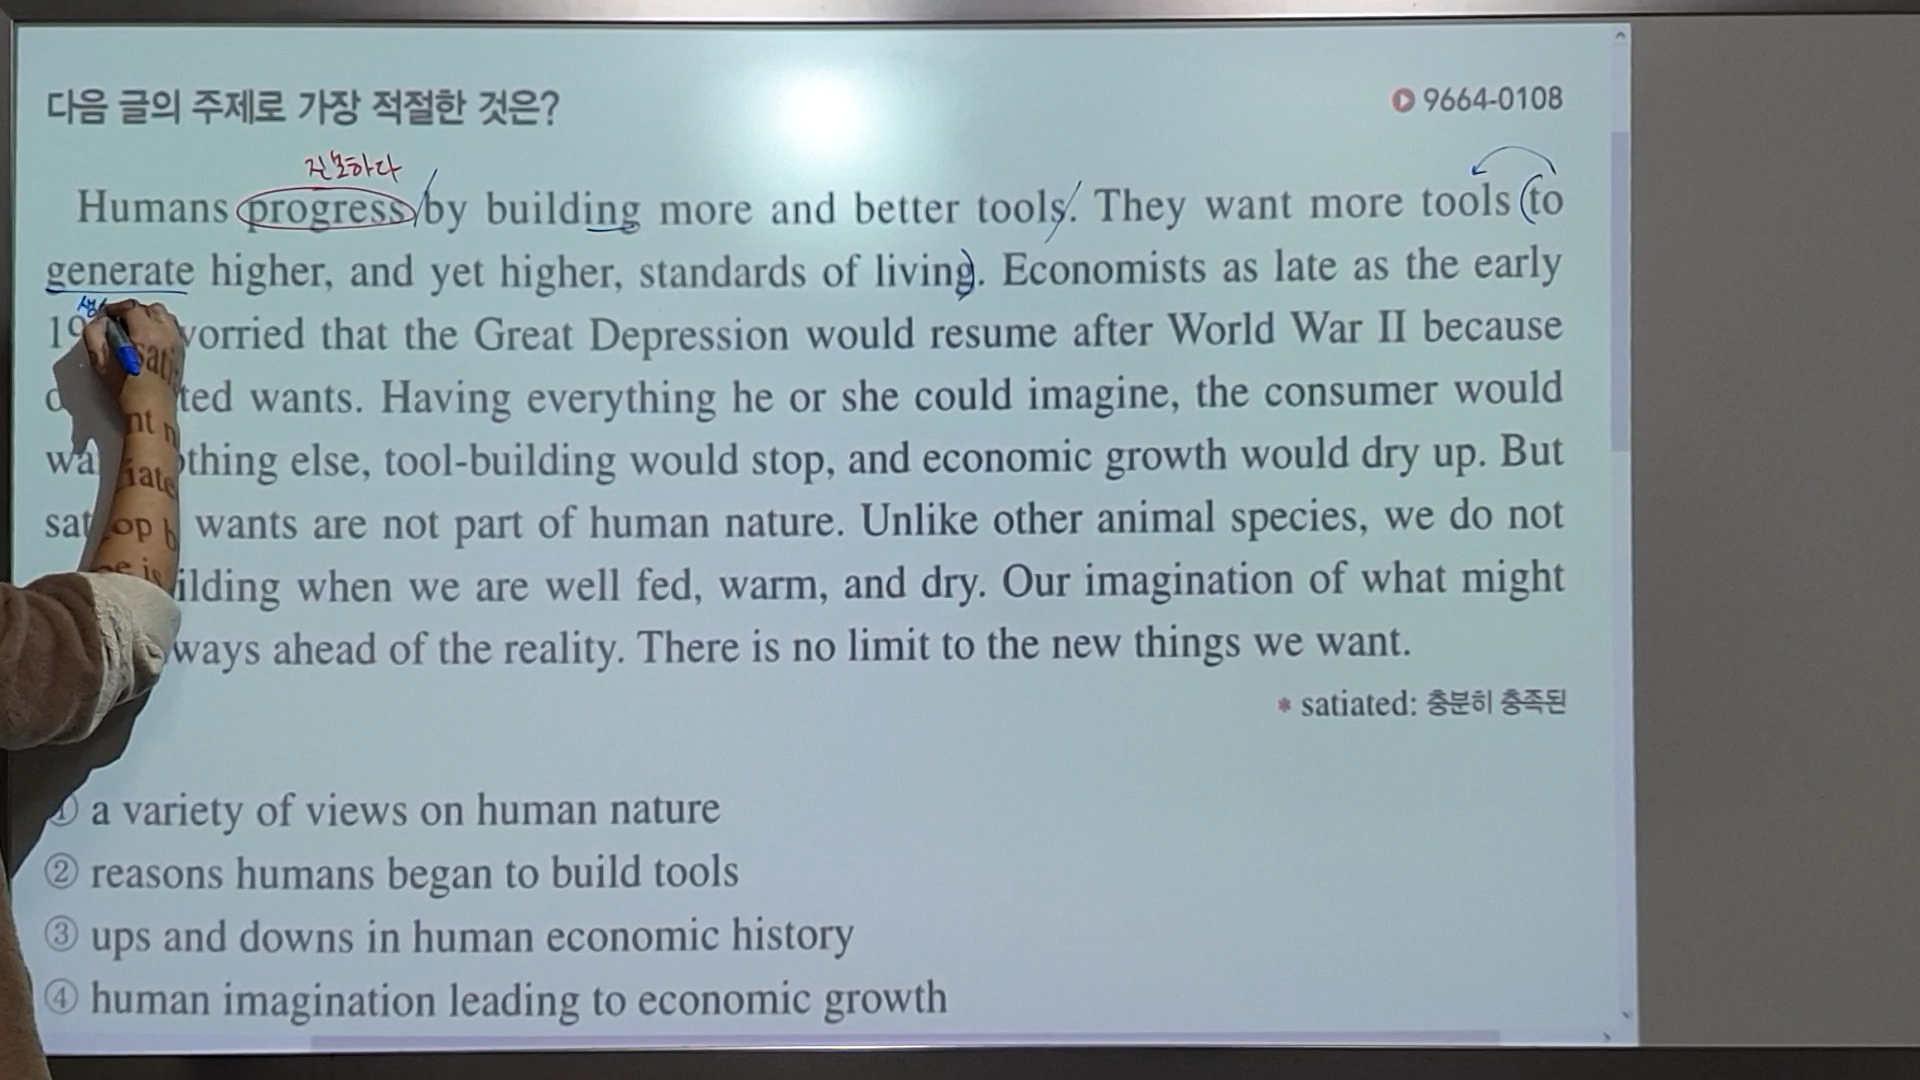 다음 글의 주제로 가장 적절한 것은?
9664-0108
진보하다
Humans progress by building more and better tools. They want more tools to
generate higher, and yet higher, standards of living. Economists as late as the early
worried that the Great Depression would resume after World War II because
wants. Having everything he or she could imagine, the consumer would
else, tool-building would stop, and economic growth would dry up. But
wants are not part of human nature. Unlike other animal species, we do not
when we are well fed, warm, and dry. Our imagination of what might
ahead of the reality. There is no limit to the new things we want.
* satiated: 충분히 충족된
① a variety of views on human nature
② reasons humans began to build tools
③ ups and downs in human economic history
④ human imagination leading to economic growth